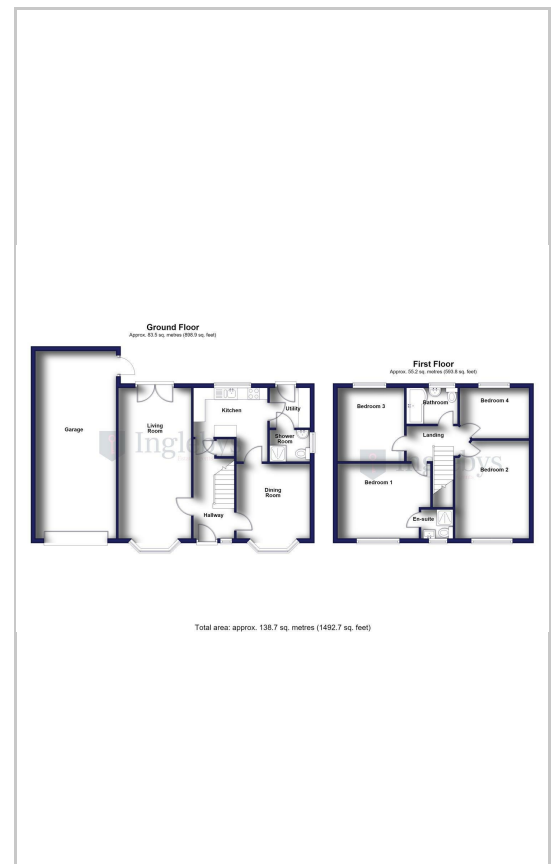 Ground Floor
Approx. 83.5 sq. metres (898.9 sq. feet)
First Floor
Approx. 55.2 sq. metres (593.8 sq. feet)
Kitchen
Utility
Living
Room
Garage
Shower
Room
Dining
Room
Hallway
Bedroom 3
Bathroom
Bedroom 4
Landing
Bedroom 2
Bedroom 1
En-suite
Inglebys
Inglebys
Total area: approx. 138.7 sq. metres (1492.7 sq. feet)